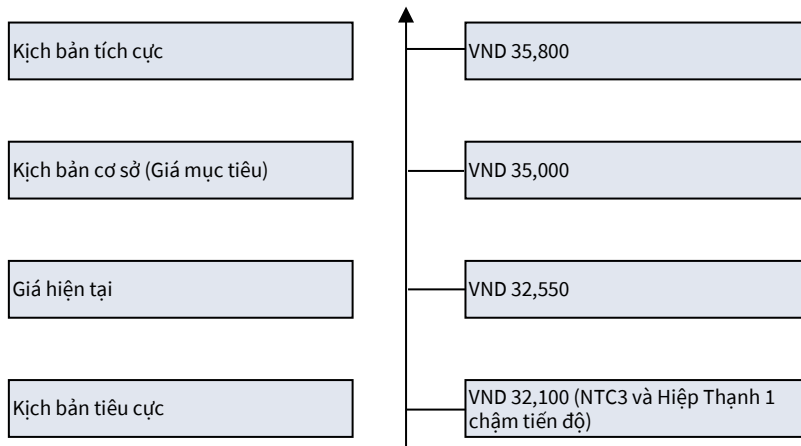 Kịch bản tích cực
VND 35,800
Kịch bản cơ sở (Giá mục tiêu)
VND 35,000
Giá hiện tại
VND 32,550
Kịch bản tiêu cực
VND 32,100 (NTC3 và Hiệp Thạnh 1
chậm tiến độ)